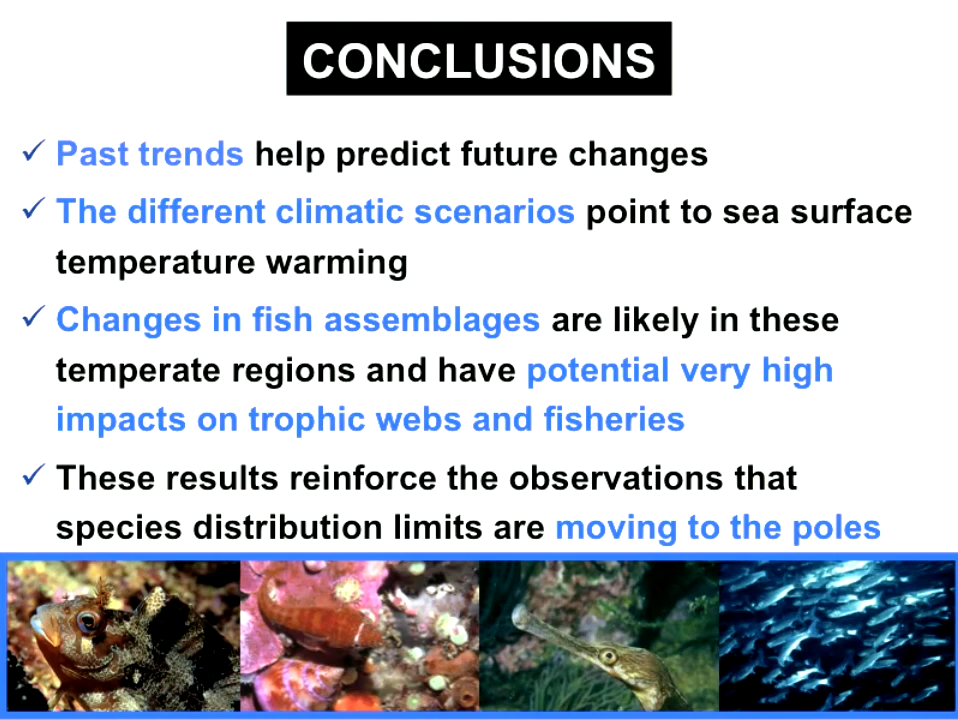 CONCLUSIONS
✓ Past trends help predict future changes
✓ The different climatic scenarios point to sea surface
temperature warming
✓ Changes in fish assemblages are likely in these
temperate regions and have potential very high
impacts on trophic webs and fisheries
✓ These results reinforce the observations that
species distribution limits are moving to the poles